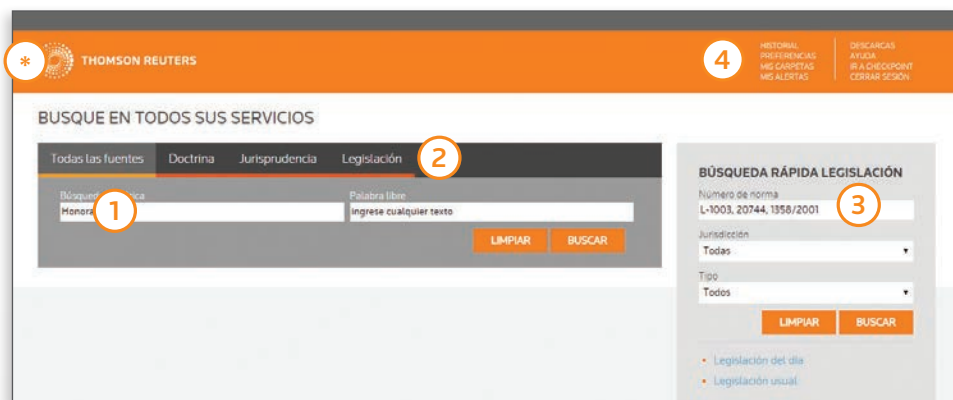 *
THOMSON REUTERS
4
HISTORIAL
PREFERENCIAS
MIS CARPETAS
MIS ALERTAS
DESCARCAS
AYUDA
IR A CHECKPOINT
CERRAR SESIÓN
BUSQUE EN TODOS SUS SERVICIOS
Todas las fuentes Doctrina Jurisprudencia Legislación
2
1
Palabra libre
ingrese cualquier texto
LIMPIAR BUSCAR
BÚSQUEDA RÁPIDA LEGISLACIÓN
Número de norma
L-1003, 20744, 1358/2001
3
Jurisdicción
Todas
Tipo
Todos
LIMPIAR BUSCAR
Legislación del día
Legislación usual